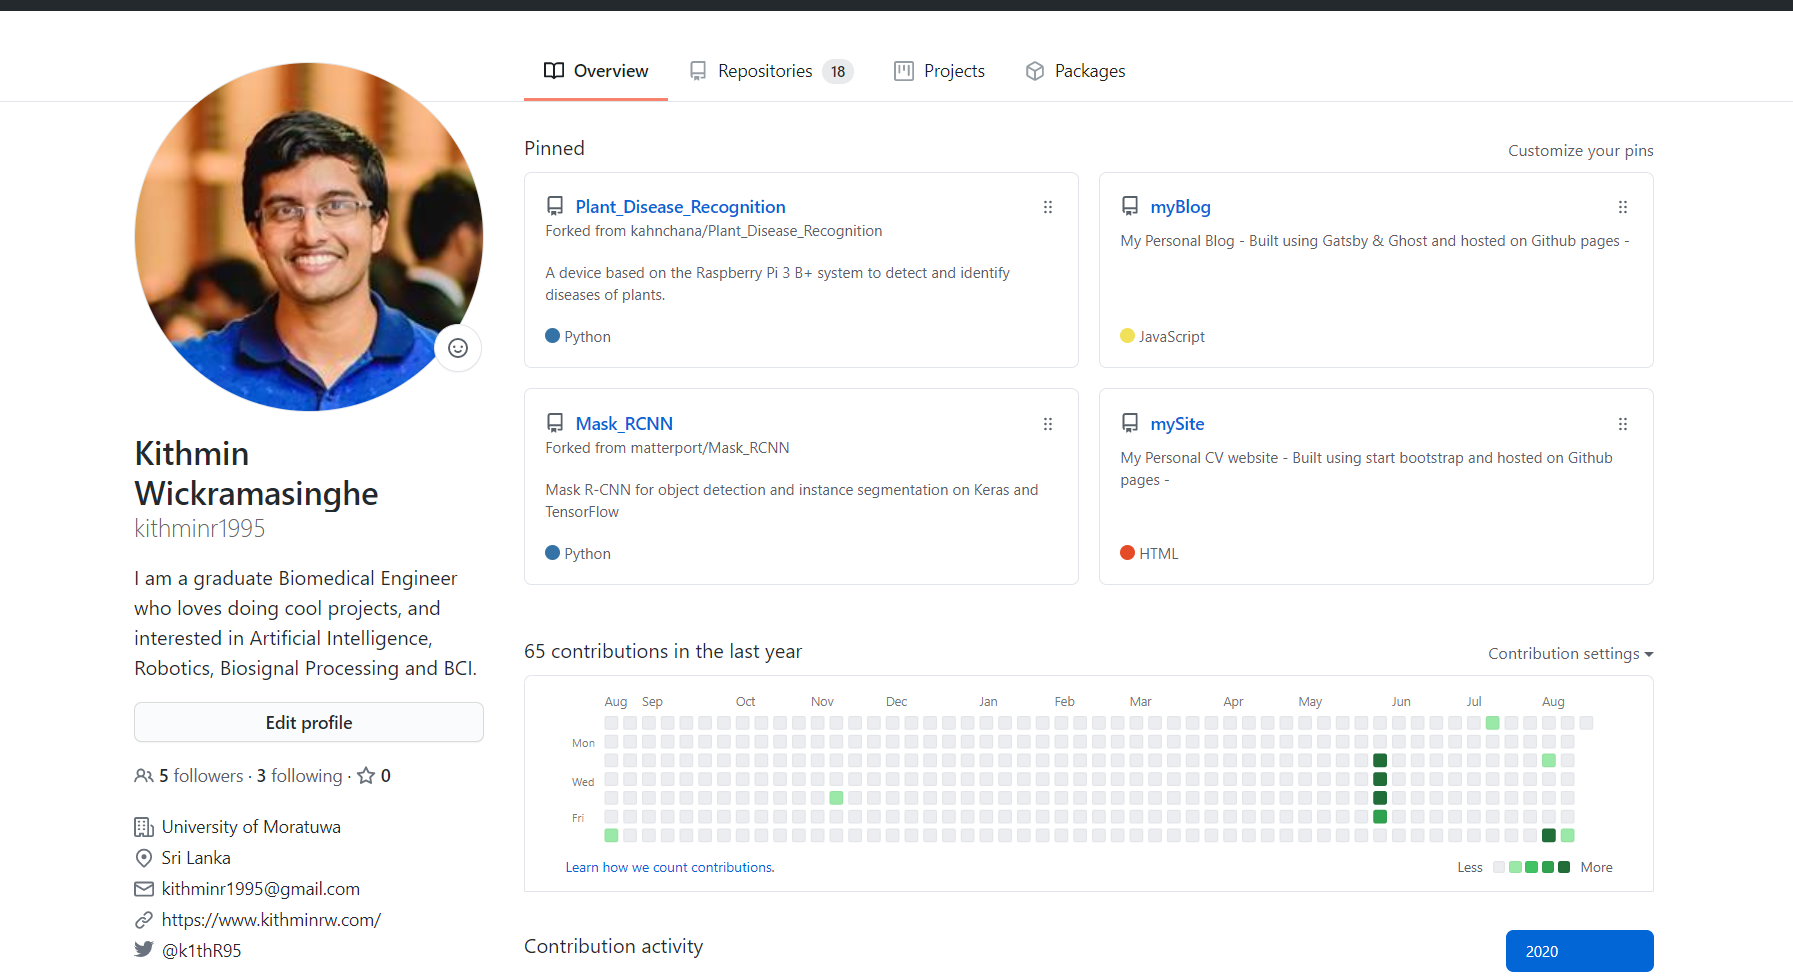 Overview
Repositories 18
Projects
Packages
Kithmin
Wickramasinghe
kithminr1995
I am a graduate Biomedical Engineer
who loves doing cool projects, and
interested in Artificial Intelligence,
Robotics, Biosignal Processing and BCI.
Edit profile
5 followers · 3 following · 0
University of Moratuwa
Sri Lanka
kithminr1995@gmail.com
https://www.kithminrw.com/
@k1thR95
Pinned
Customize your pins
Plant_Disease_Recognition
Forked from kahnchana/Plant_Disease_Recognition
A device based on the Raspberry Pi 3 B+ system to detect and identify
diseases of plants.
Python
myBlog
My Personal Blog - Built using Gatsby & Ghost and hosted on Github pages -
JavaScript
Mask_RCNN
Forked from matterport/Mask_RCNN
Mask R-CNN for object detection and instance segmentation on Keras and
TensorFlow
Python
mySite
My Personal CV website - Built using start bootstrap and hosted on Github
pages -
HTML
65 contributions in the last year
Contribution settings
Aug Sep Oct Nov Dec Jan Feb Mar Apr May Jun Jul Aug
Mon
Wed
Fri
Learn how we count contributions.
Less More
Contribution activity
2020